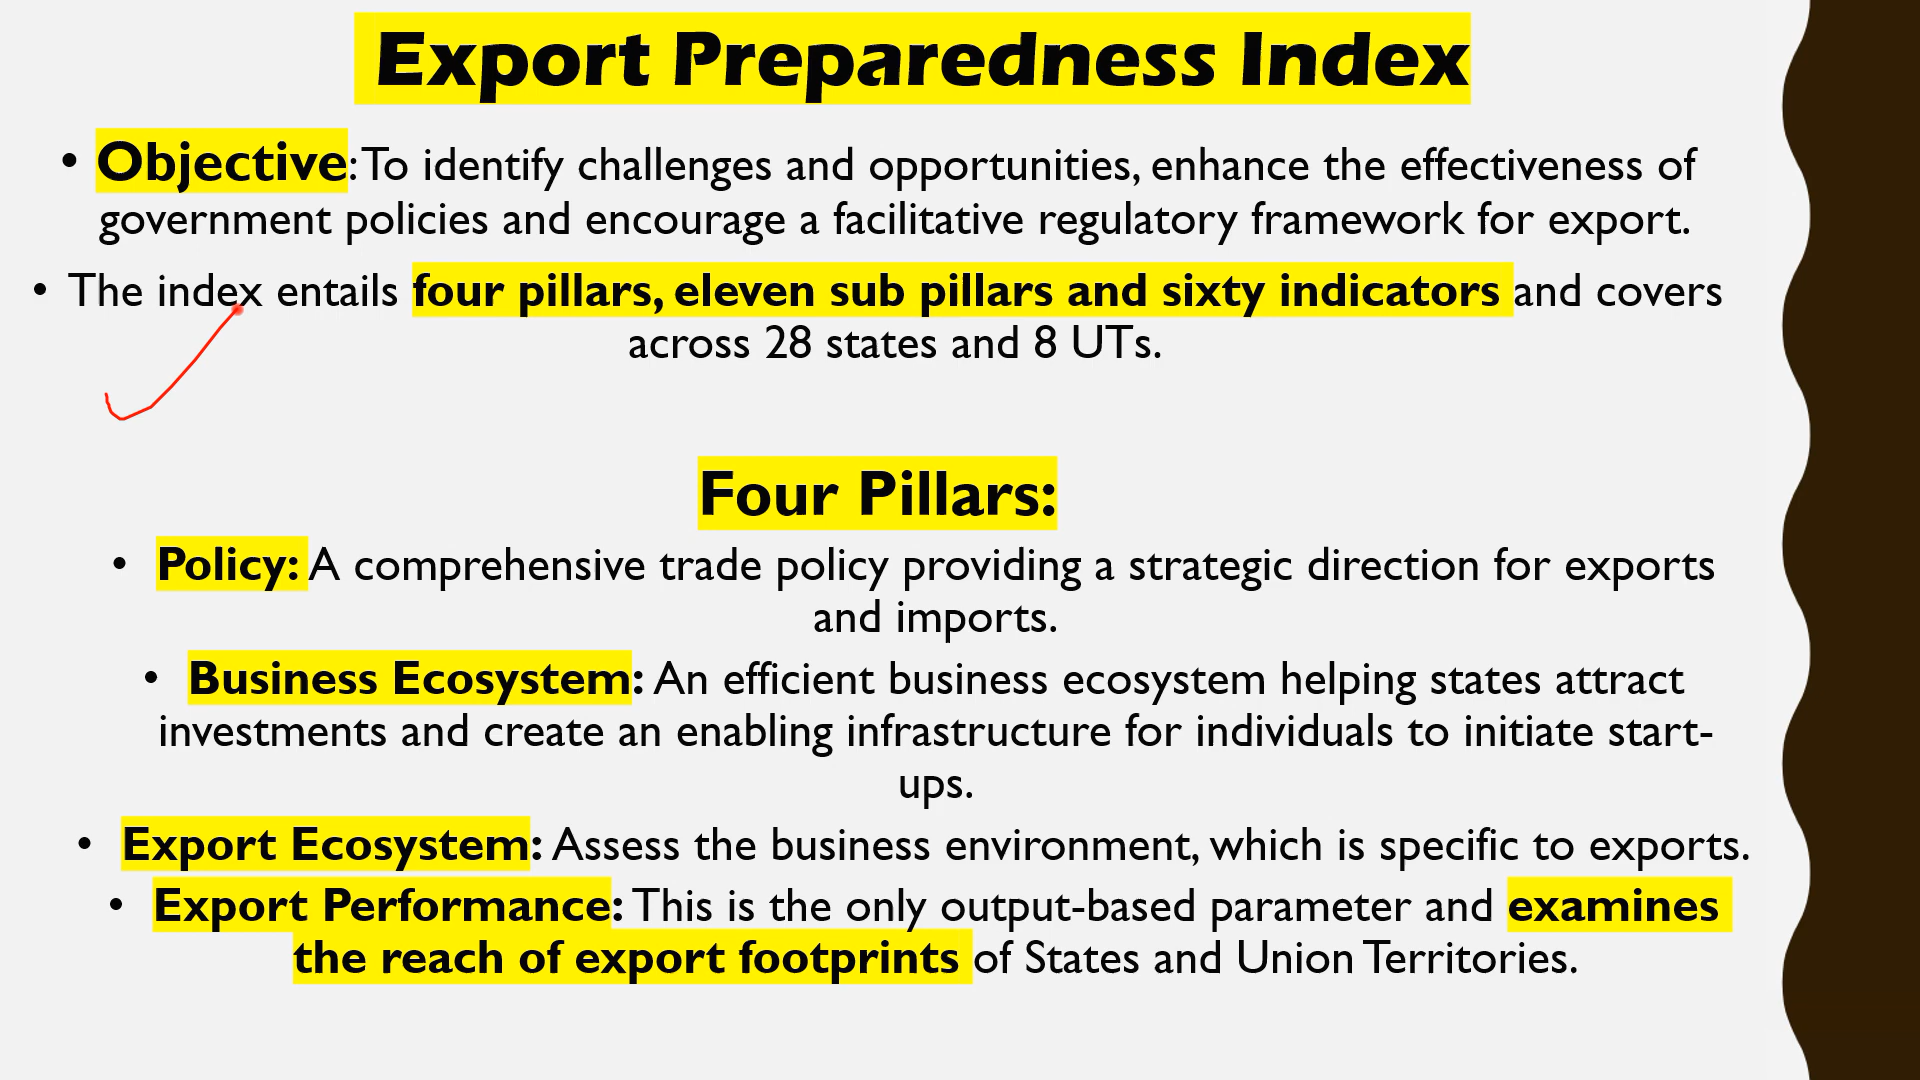 Export Preparedness Index
• Objective: To identify challenges and opportunities, enhance the effectiveness of
government policies and encourage a facilitative regulatory framework for export.
• The index entails four pillars, eleven sub pillars and sixty indicators and covers
across 28 states and 8 UTs.
Four Pillars:
• Policy: A comprehensive trade policy providing a strategic direction for exports
and imports.
• Business Ecosystem: An efficient business ecosystem helping states attract
investments and create an enabling infrastructure for individuals to initiate start-
ups.
• Export Ecosystem: Assess the business environment, which is specific to exports.
• Export Performance: This is the only output-based parameter and examines
the reach of export footprints of States and Union Territories.